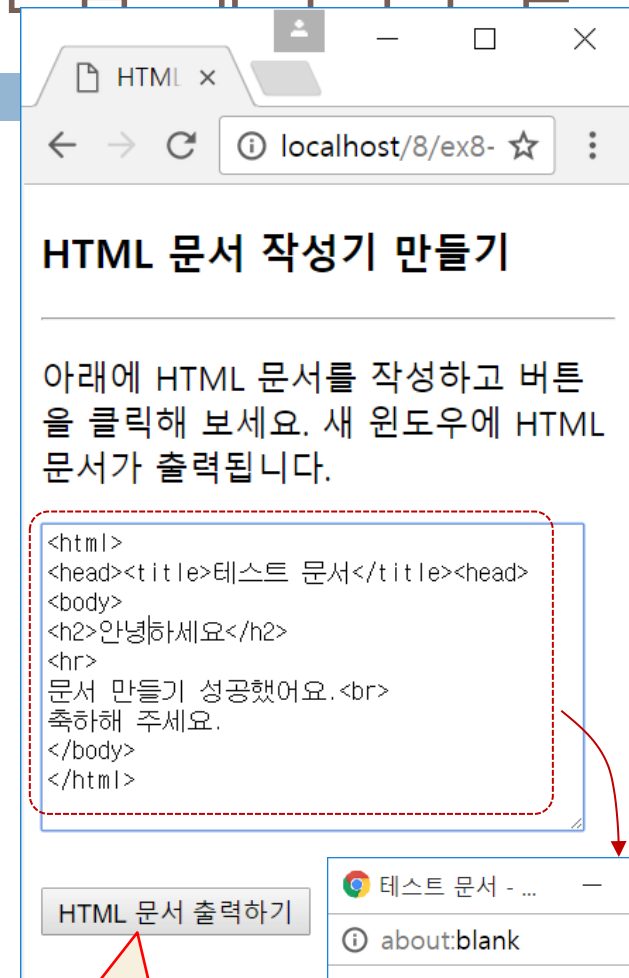 HTML
localhost/8/ex8-
HTML 문서 작성기 만들기
아래에 HTML 문서를 작성하고 버튼
을 클릭해 보세요. 새 윈도우에 HTML
문서가 출력됩니다.
<html>
<head><title>테스트 문서</title><head>
<body>
<h2>안녕하세요</h2>
<hr>
문서 만들기 성공했어요.<br>
축하해 주세요.
</body>
</html>
HTML 문서 출력하기
테스트 문서 - ...
about:blank